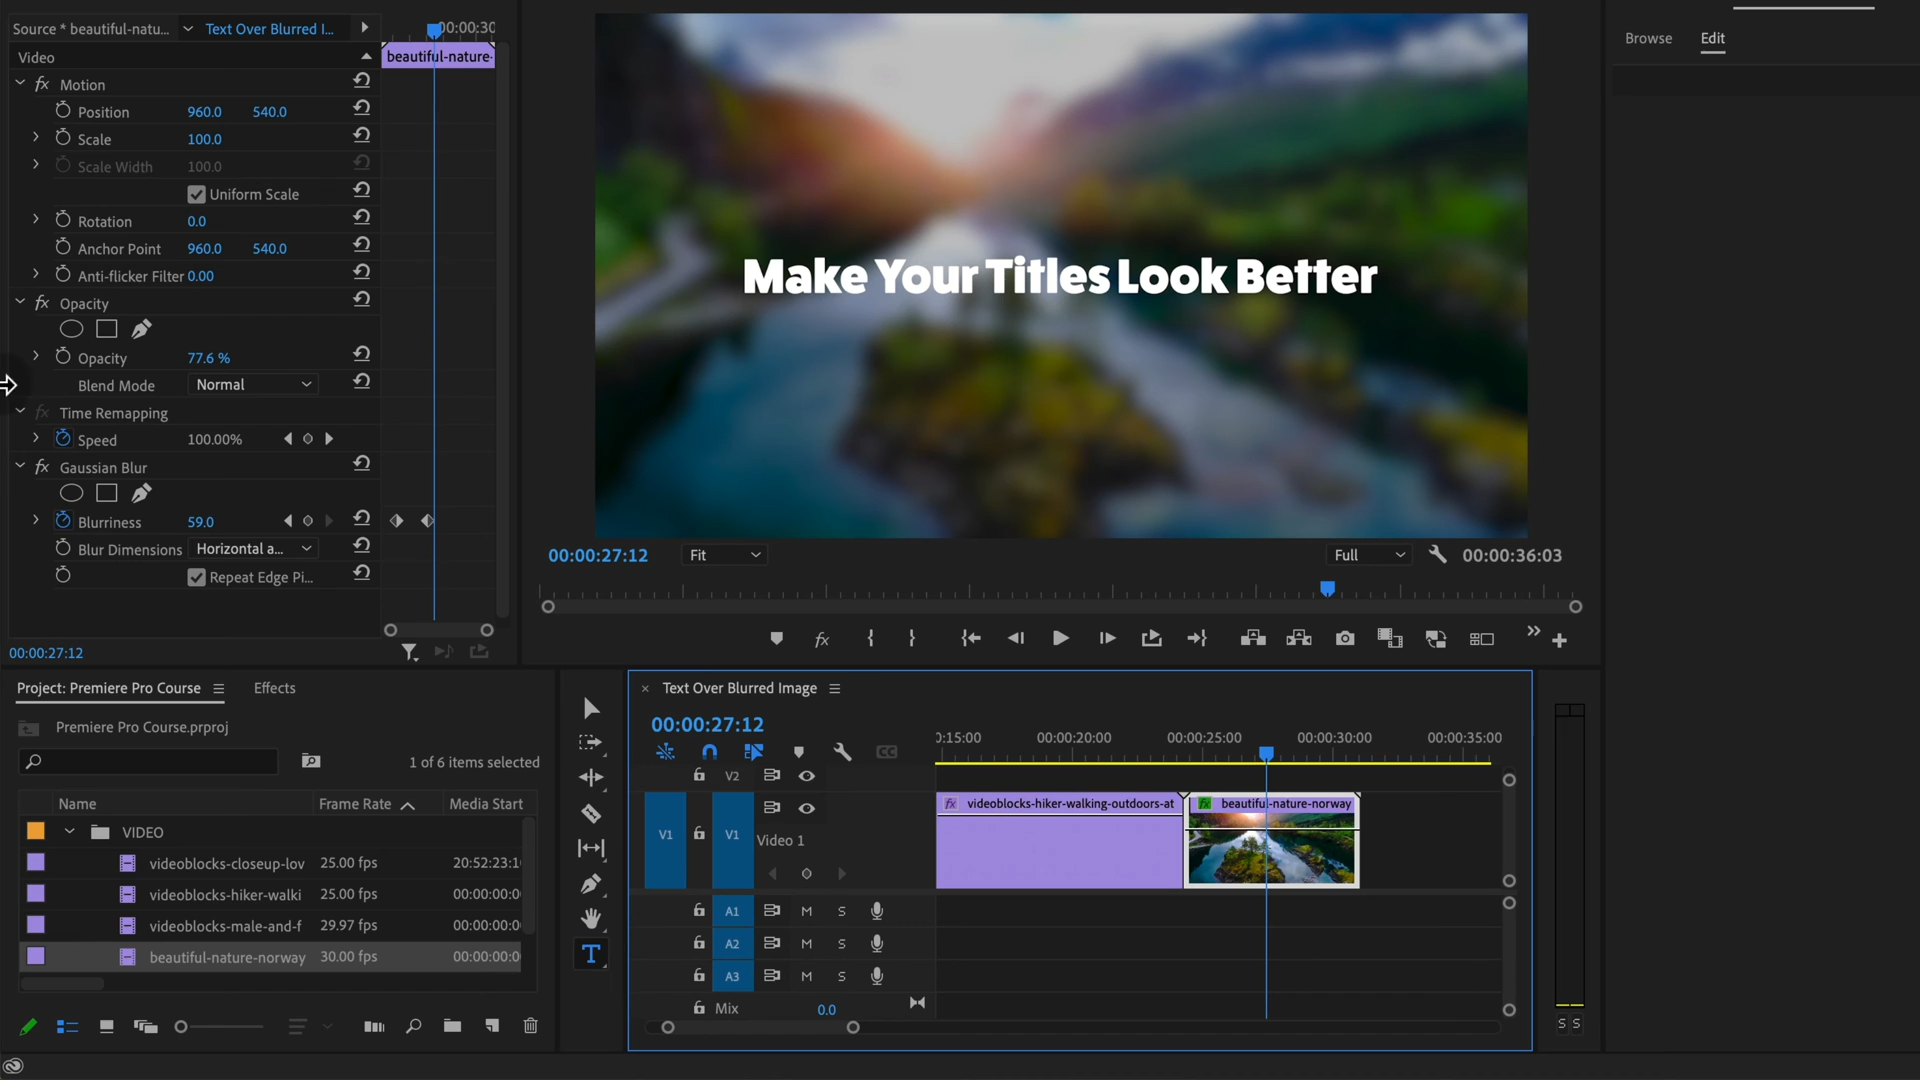 Source * beautiful-natu...
Text Over Blurred I...
00:00:30
beautiful-nature-
Video
fx Motion
Position 960.0 540.0
Scale 100.0
Scale Width 100.0
Uniform Scale
Rotation 0.0
Anchor Point 960.0 540.0
Anti-flicker Filter 0.00
fx Opacity
Opacity 77.6 %
Blend Mode Normal
fx Time Remapping
Speed 100.00%
fx Gaussian Blur
Blurriness 59.0
Blur Dimensions Horizontal a...
Repeat Edge Pi...
00:00:27:12
Make Your Titles Look Better
00:00:27:12 Fit Full 00:00:36:03
fx
Browse Edit
Project: Premiere Pro Course Effects
Premiere Pro Course.prproj
1 of 6 items selected
Name Frame Rate Media Start
VIDEO
videoblocks-closeup-lov 25.00 fps 20:52:23:1
videoblocks-hiker-walki 25.00 fps 00:00:00:0
videoblocks-male-and-f 29.97 fps 00:00:00:0
beautiful-nature-norway 30.00 fps 00:00:00:0
T
× Text Over Blurred Image
00:00:27:12
CC
0:15:00 00:00:20:00 00:00:25:00 00:00:30:00 00:00:35:00
V2
V1 V1 Video 1
fx videoblocks-hiker-walking-outdoors-at
fx beautiful-nature-norway
A1 M S
A2 M S
A3 M S
Mix 0.0
S S